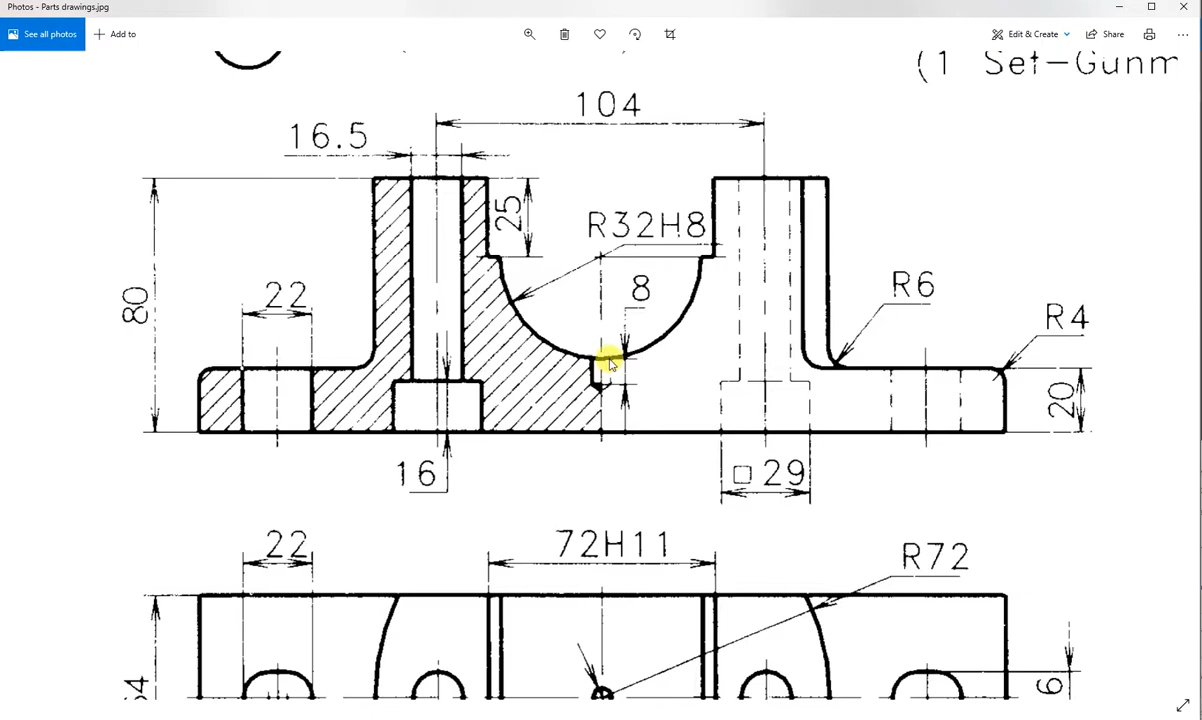 Photos - Parts drawings.jpg
See all photos
Add to
Edit & Create
Share
(1 Set-Gunm
104
16.5
25
R32H8
8
R6
R4
80
22
20
16
□29
22
72H11
R72
6